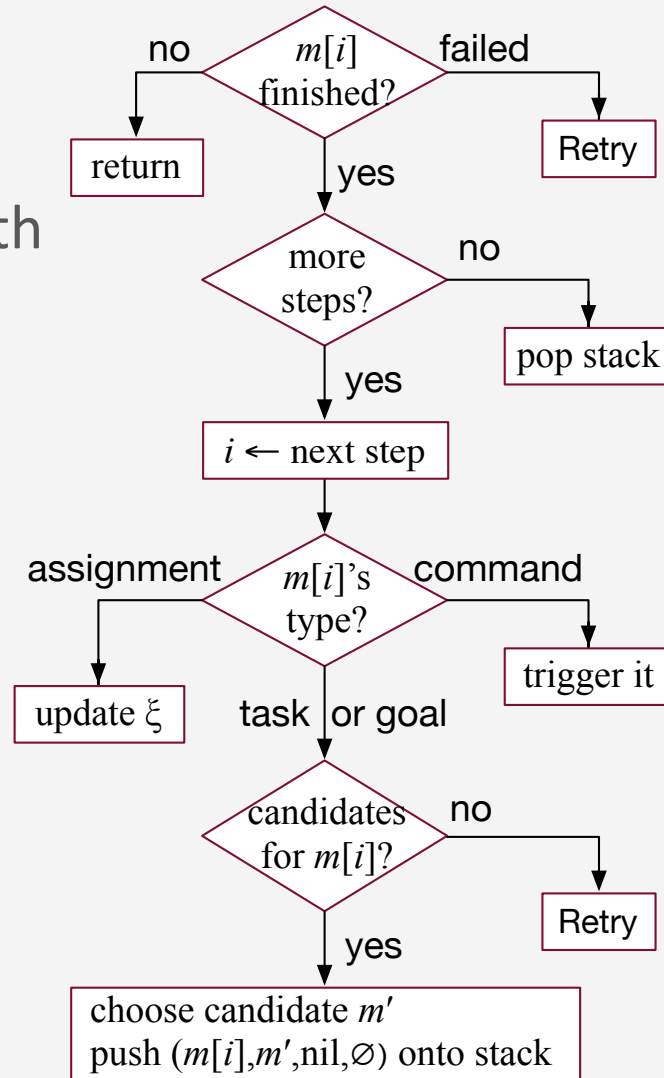 no
m[i]
finished?
failed
return
Retry
yes
th
more
steps?
no
pop stack
yes
i ← next step
assignment
m[i]'s
type?
command
update ξ
trigger it
task or goal
candidates
for m[i]?
no
Retry
yes
choose candidate m′
push (m[i],m′,nil,∅) onto stack